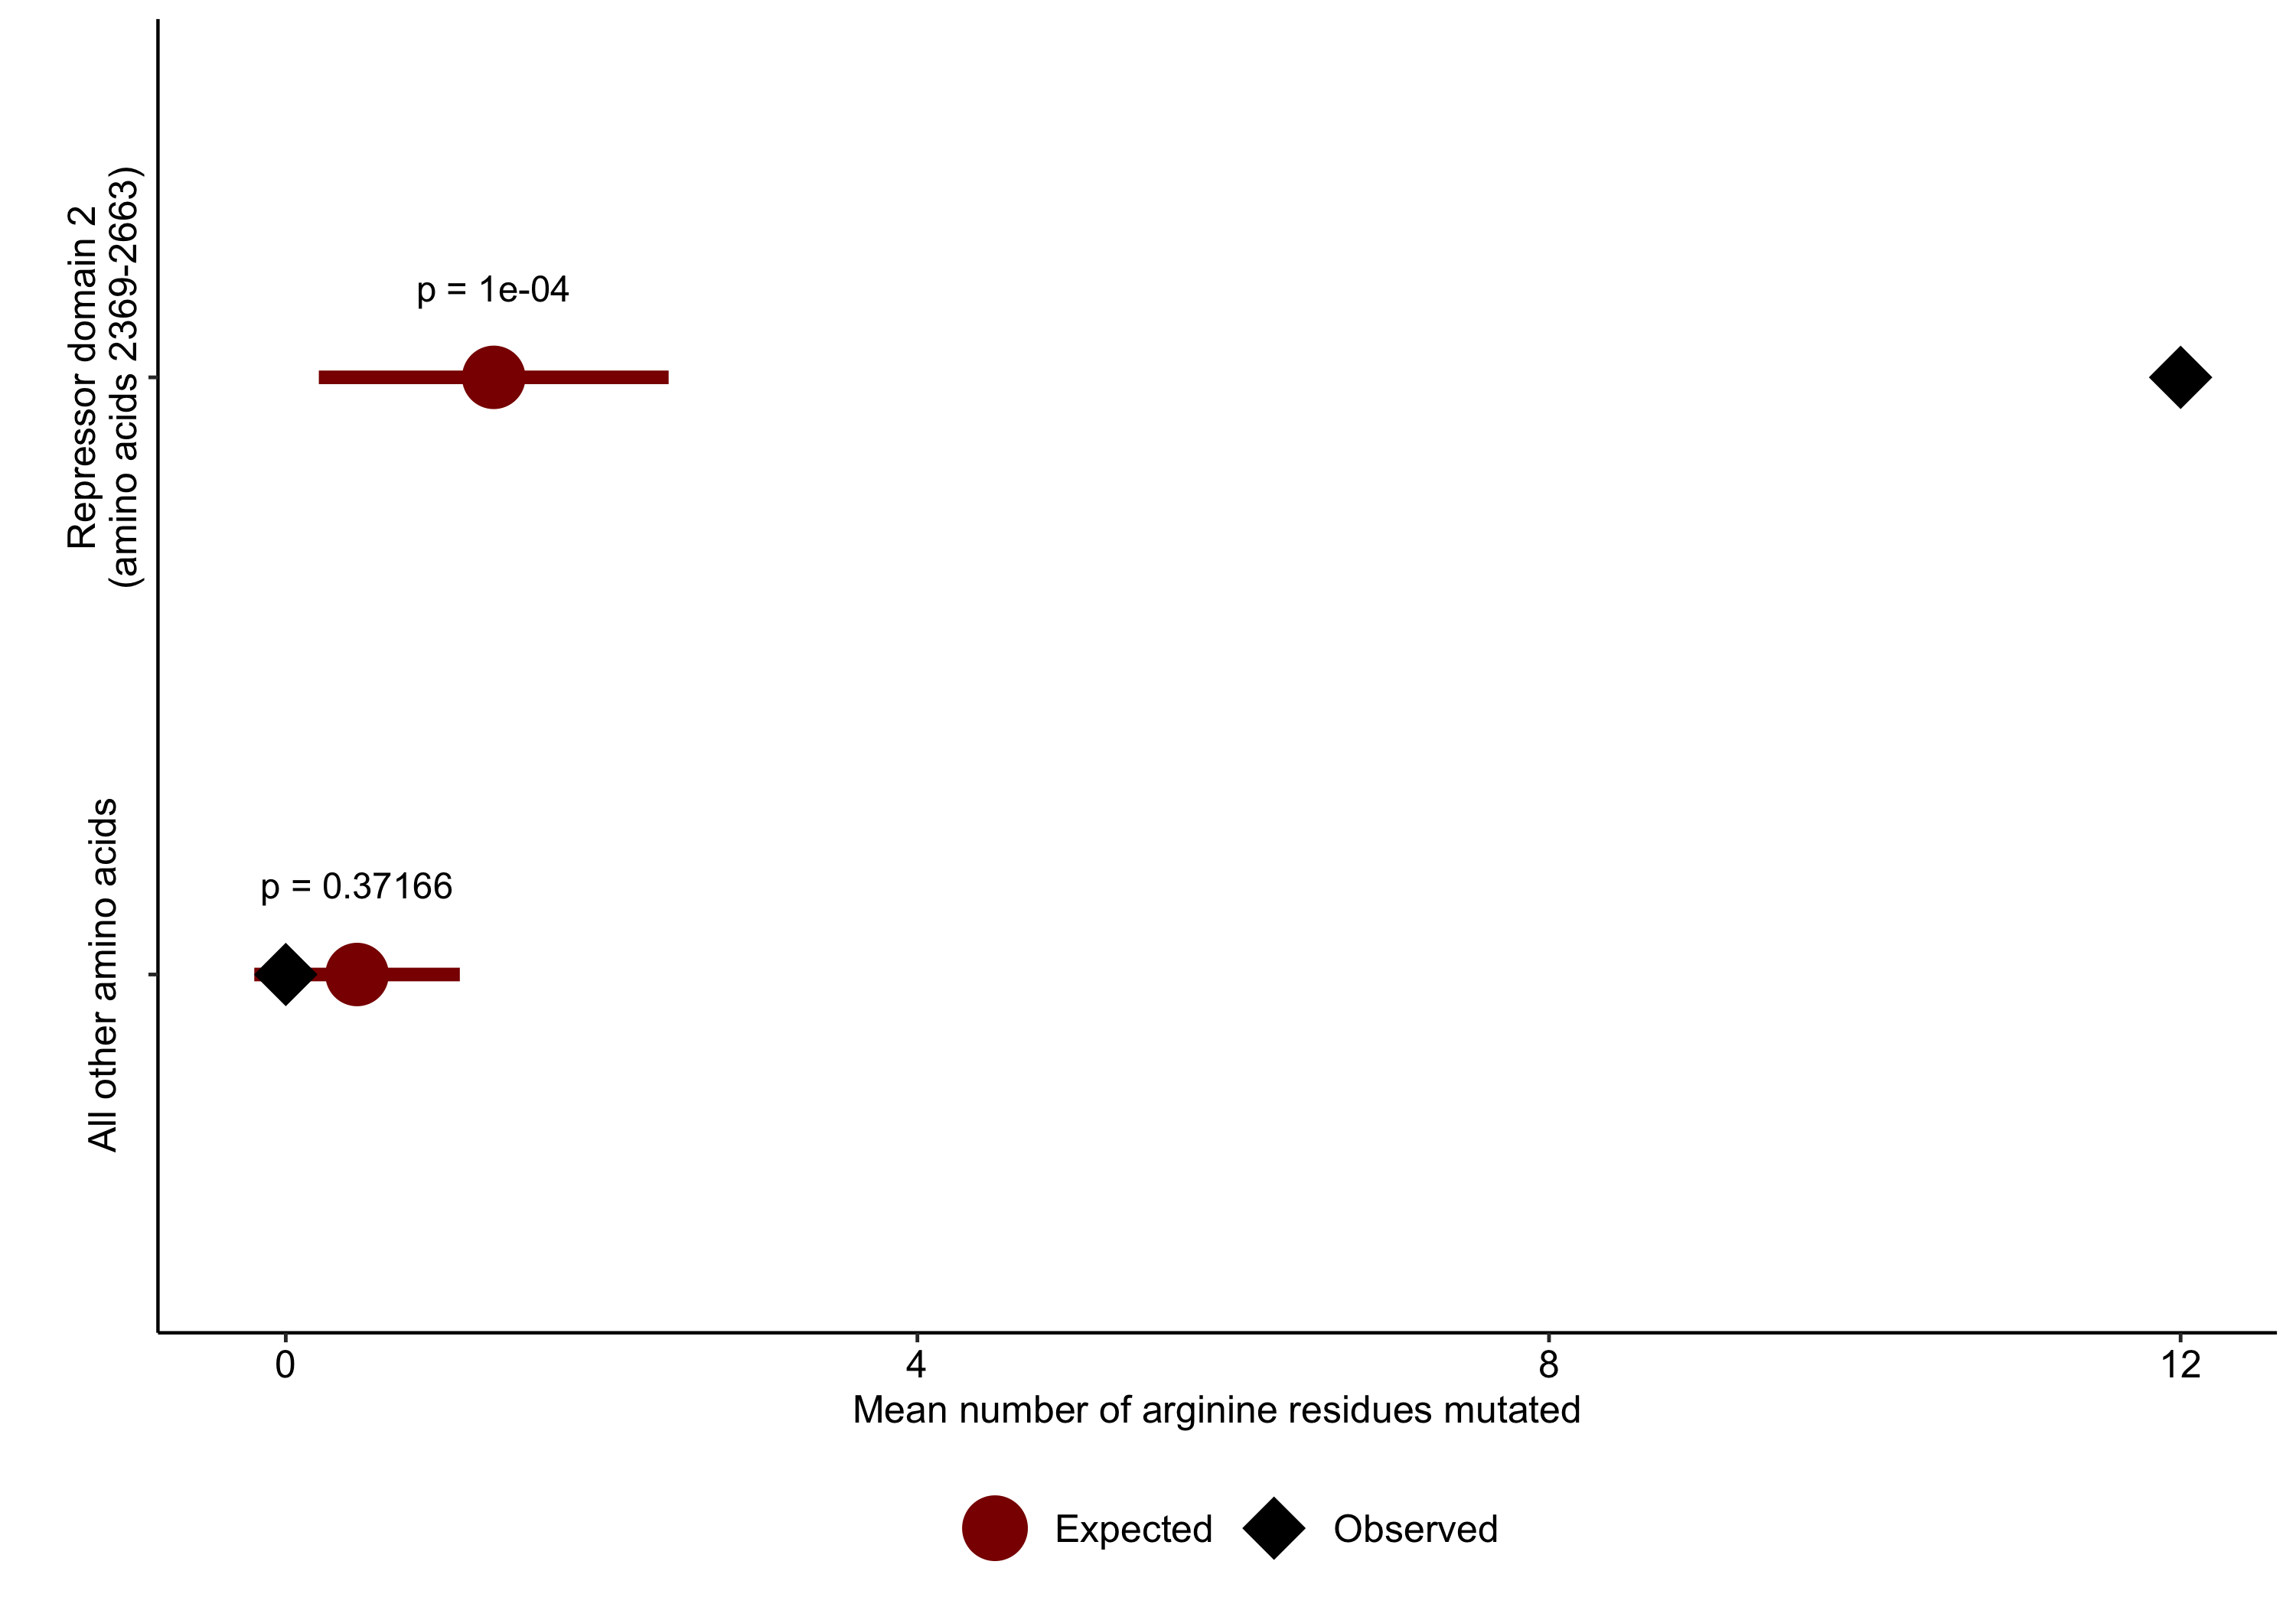 Repressor domain 2
(amino acids 2369-2663)
p = 1e-04
All other amino acids
p = 0.37166
0
4
8
12
Mean number of arginine residues mutated
Expected
Observed